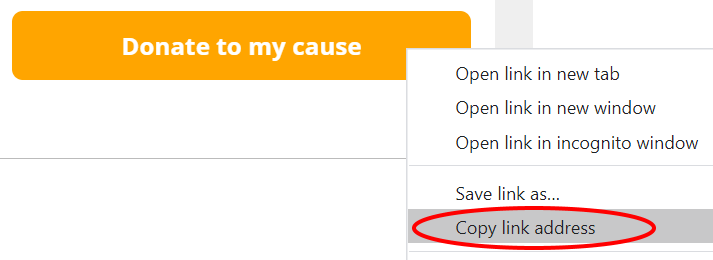 Donate to my cause
Open link in new tab
Open link in new window
Open link in incognito window
Save link as...
Copy link address